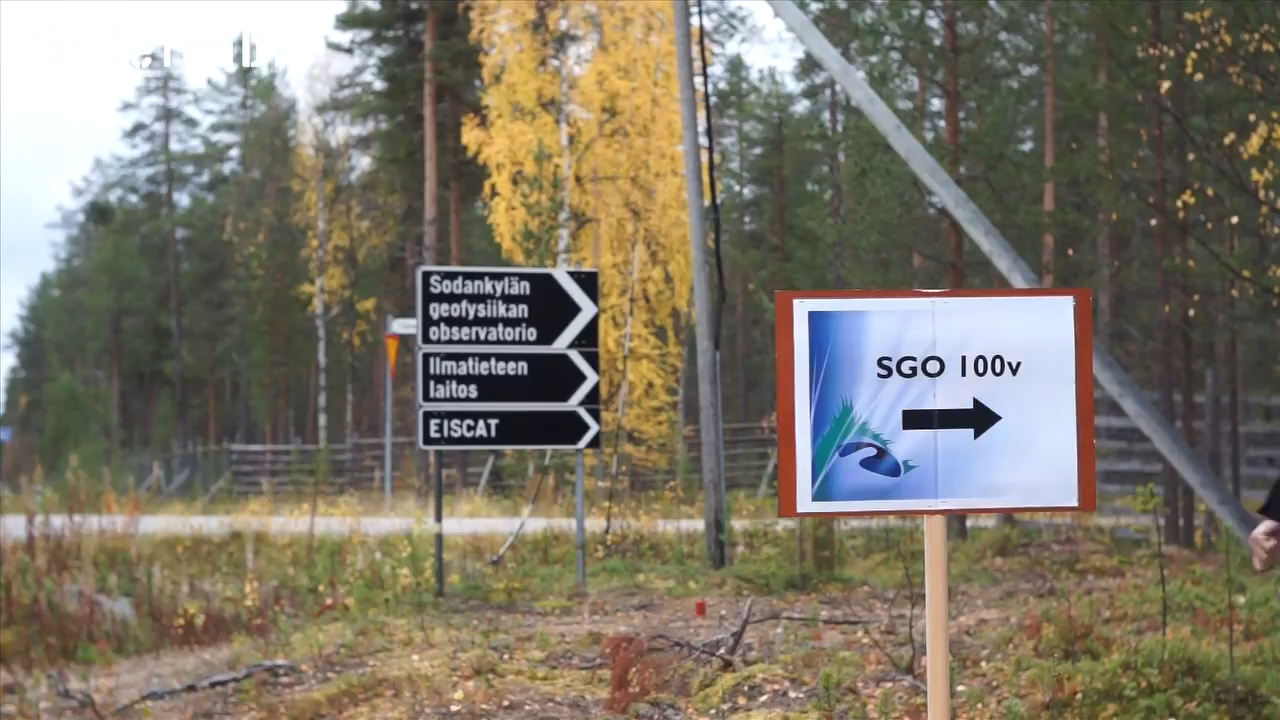 Sodankylän
geofysiikan
observatorio
Ilmatieteen
laitos
EISCAT
SGO 100v